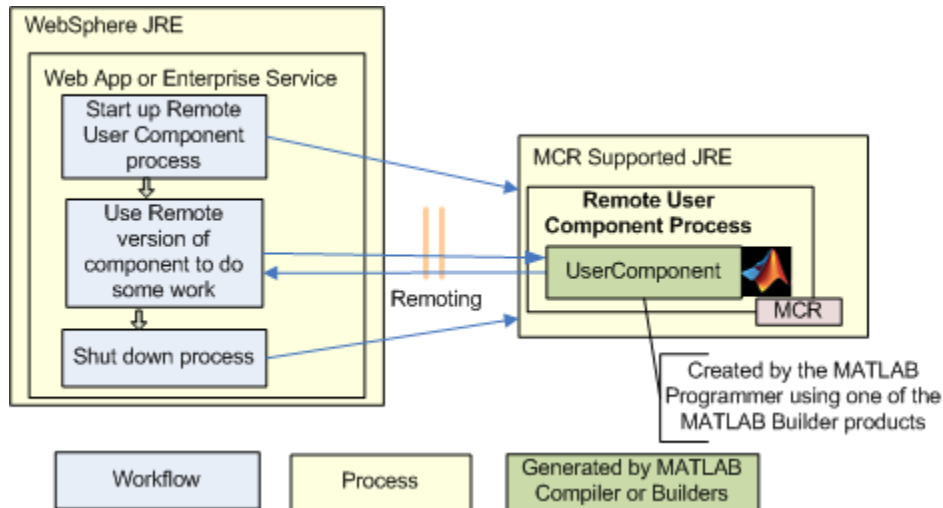 WebSphere JRE
Web App or Enterprise Service
Start up Remote
User Component
process
Use Remote
version of
component to do
some work
Shut down process
Remoting
MCR Supported JRE
Remote User
Component Process
UserComponent
MCR
Created by the MATLAB
Programmer using one of the
MATLAB Builder products
Workflow
Process
Generated by MATLAB
Compiler or Builders